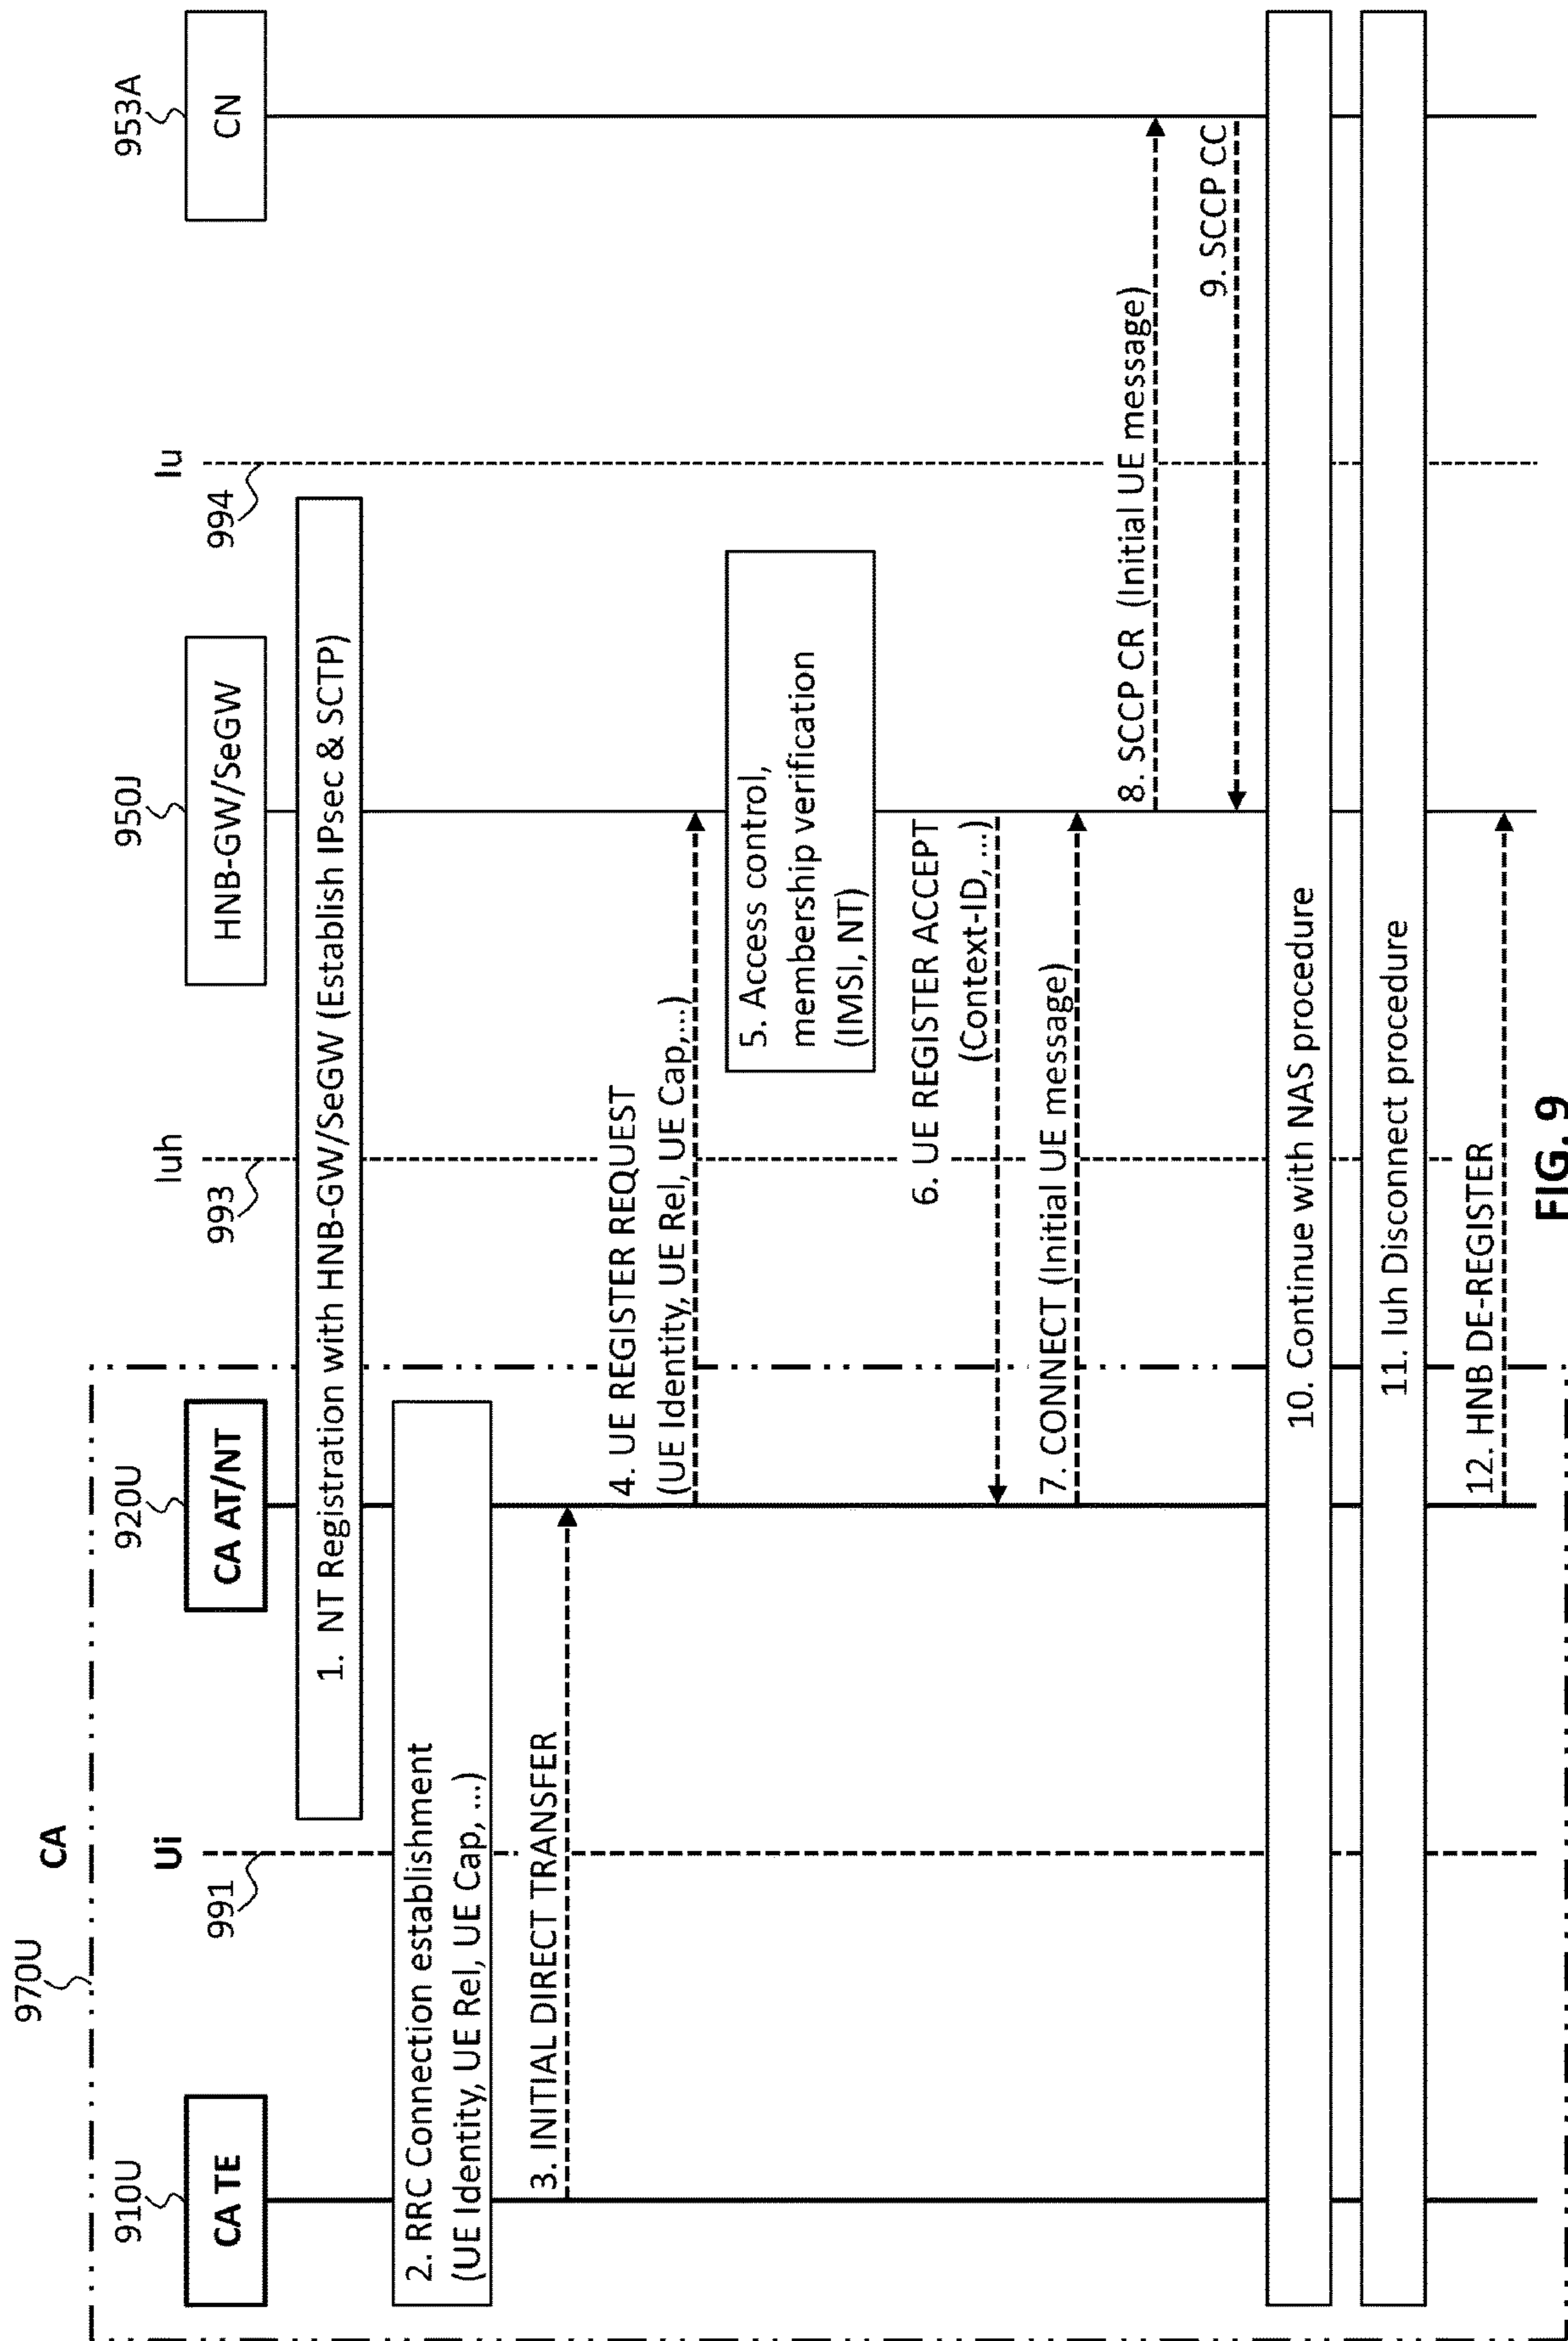 970U
CA
910U
CA TE
991
Ui
920U
CA AT/NT
993
Iuh
950J
HNB-GW/SeGW
994
Iu
953A
CN
1. NT Registration with HNB-GW/SeGW (Establish IPsec & SCTP)
2. RRC Connection establishment
(UE Identity, UE Rel, UE Cap, ...)
3. INITIAL DIRECT TRANSFER
4. UE REGISTER REQUEST
(UE Identity, UE Rel, UE Cap,...)
5. Access control,
membership verification
(IMSI, NT)
6. UE REGISTER ACCEPT
(Context-ID, ...)
7. CONNECT (Initial UE message)
8. SCCP CR (Initial UE message)
9. SCCP CC
10. Continue with NAS procedure
11. Iuh Disconnect procedure
12. HNB DE-REGISTER
FIG. 9